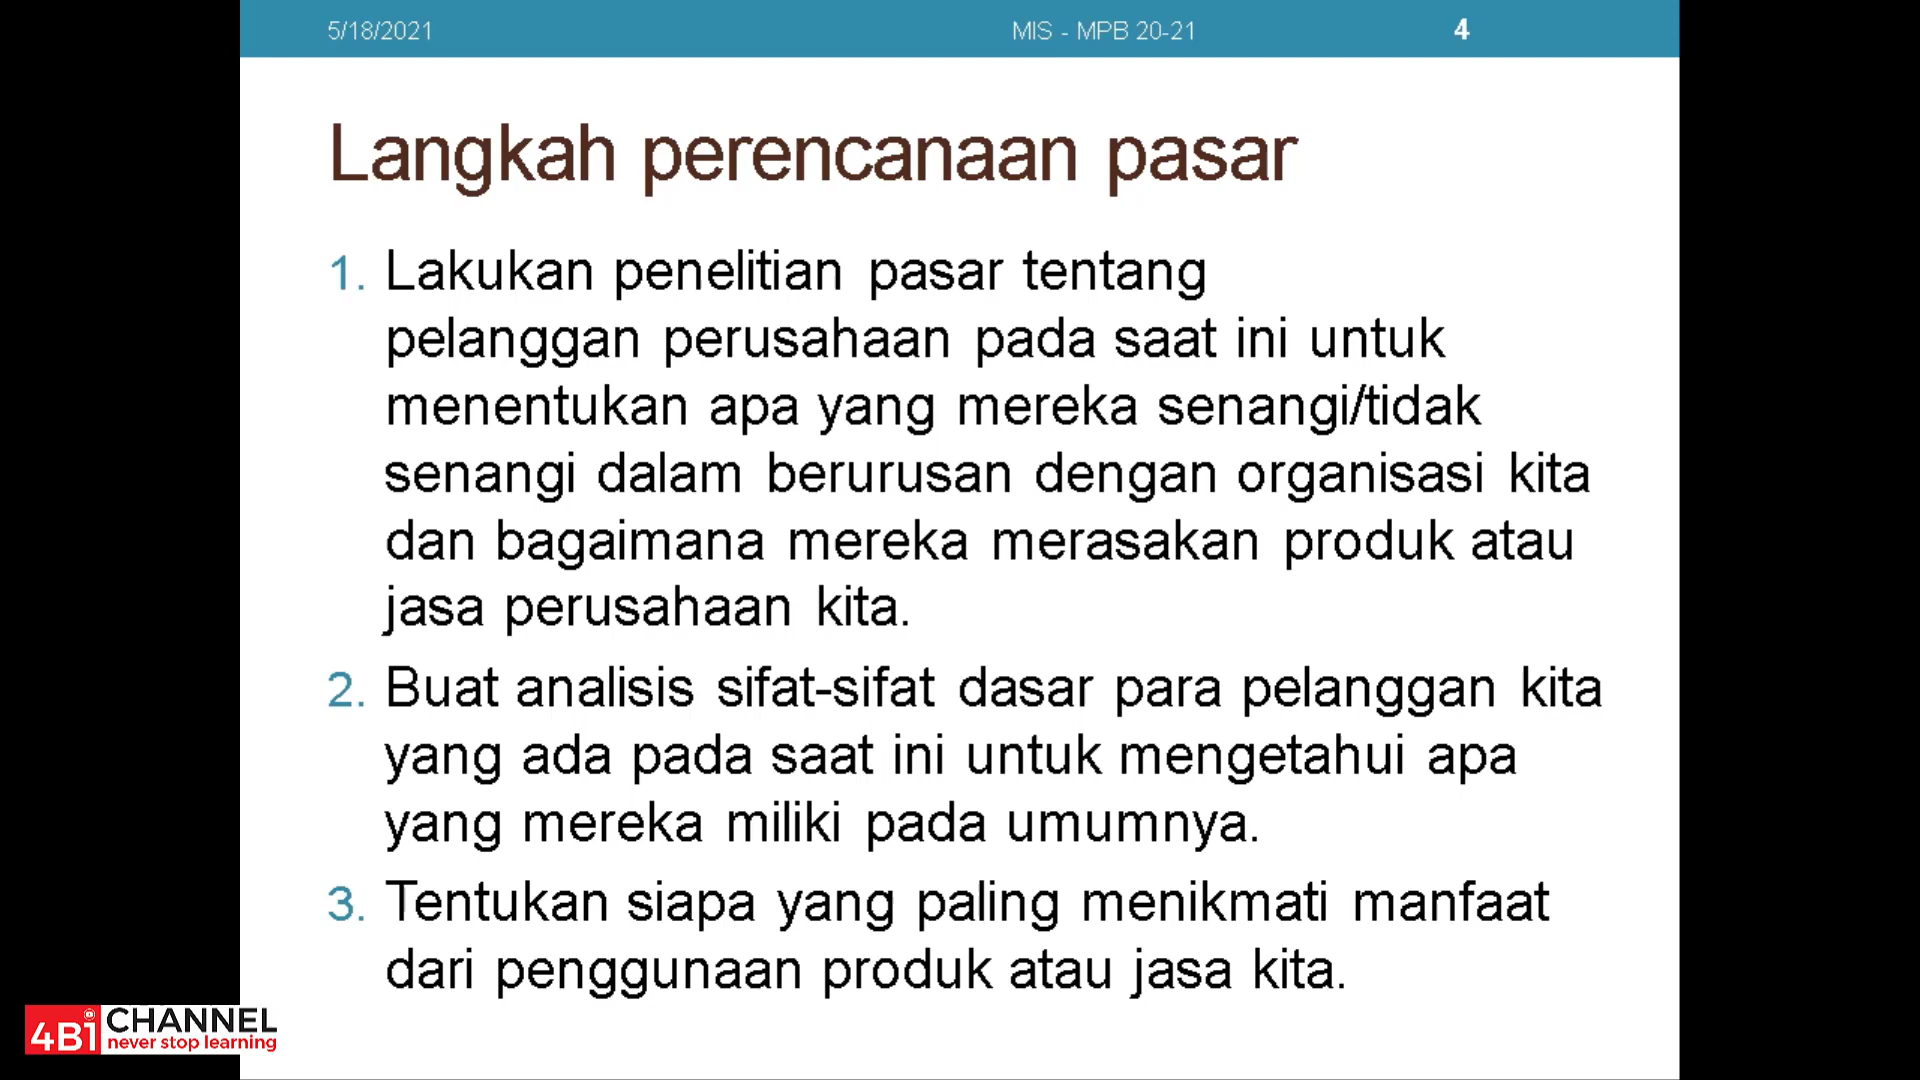 5/18/2021 MIS - MPB 20-21 4
Langkah perencanaan pasar
1. Lakukan penelitian pasar tentang
pelanggan perusahaan pada saat ini untuk
menentukan apa yang mereka senangi/tidak
senangi dalam berurusan dengan organisasi kita
dan bagaimana mereka merasakan produk atau
jasa perusahaan kita.
2. Buat analisis sifat-sifat dasar para pelanggan kita
yang ada pada saat ini untuk mengetahui apa
yang mereka miliki pada umumnya.
3. Tentukan siapa yang paling menikmati manfaat
dari penggunaan produk atau jasa kita.
4Bi CHANNEL
never stop learning